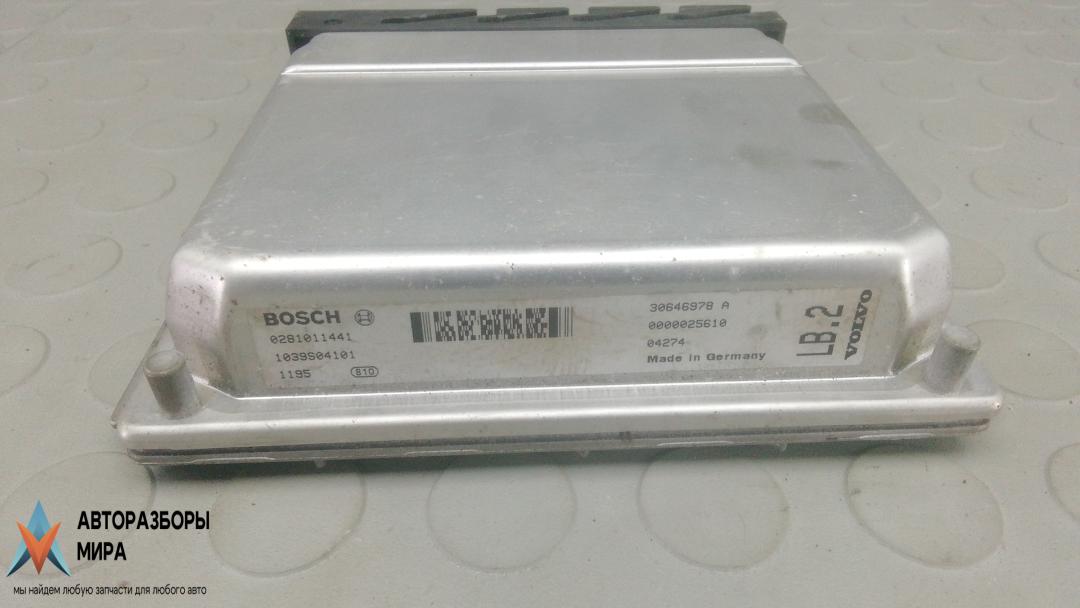 BOSCH
0281011441
1039S04101
1195 B10
30646978 A
0000025610
04274
Made in Germany
LB.2
VOLVO
АВТОРАЗБОРЫ
МИРА
мы найдем любую запчасти для любого авто